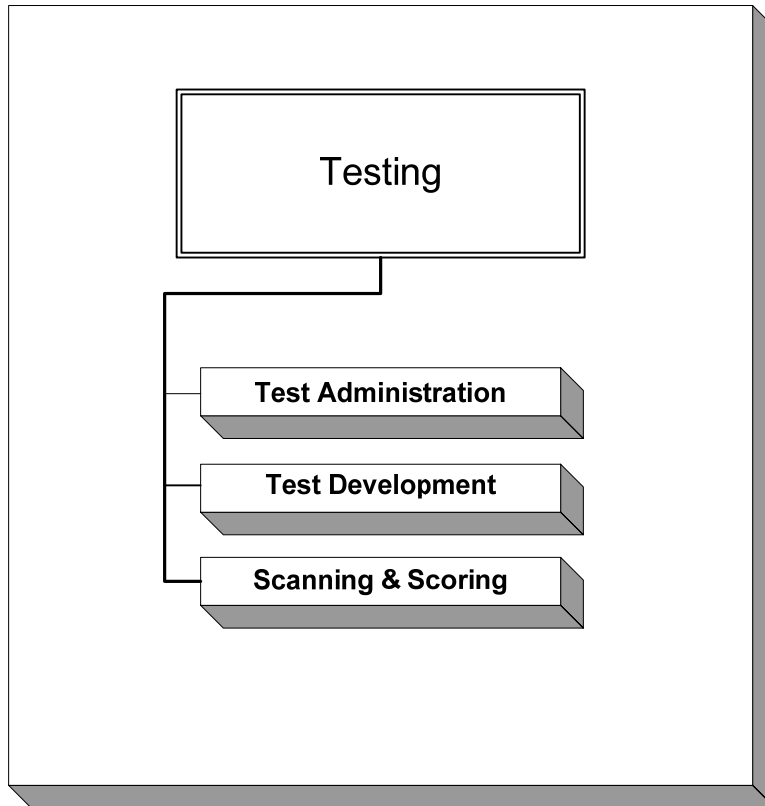 Testing
Test Administration
Test Development
Scanning & Scoring